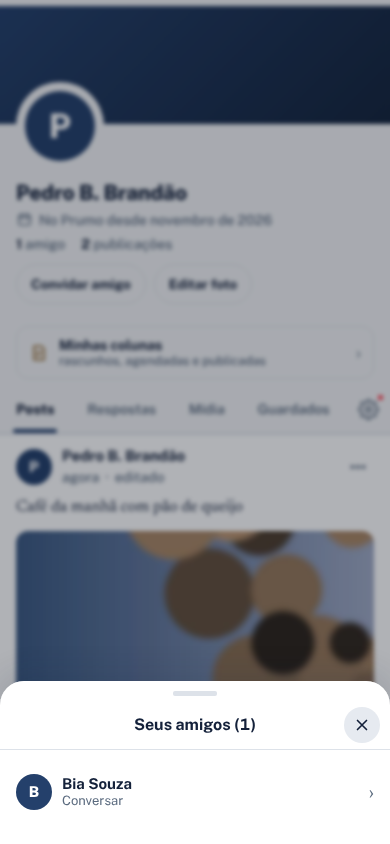 P
Pedro B. Brandão
No Prumo desde novembro de 2026
1 amigo 2 publicações
Convidar amigo Editar foto
Minhas colunas
rascunhos, agendadas e publicadas
›
Posts Respostas Mídia Guardados
P Pedro B. Brandão
agora · editado
Café da manhã com pão de queijo
Seus amigos (1)
B Bia Souza
Conversar
›